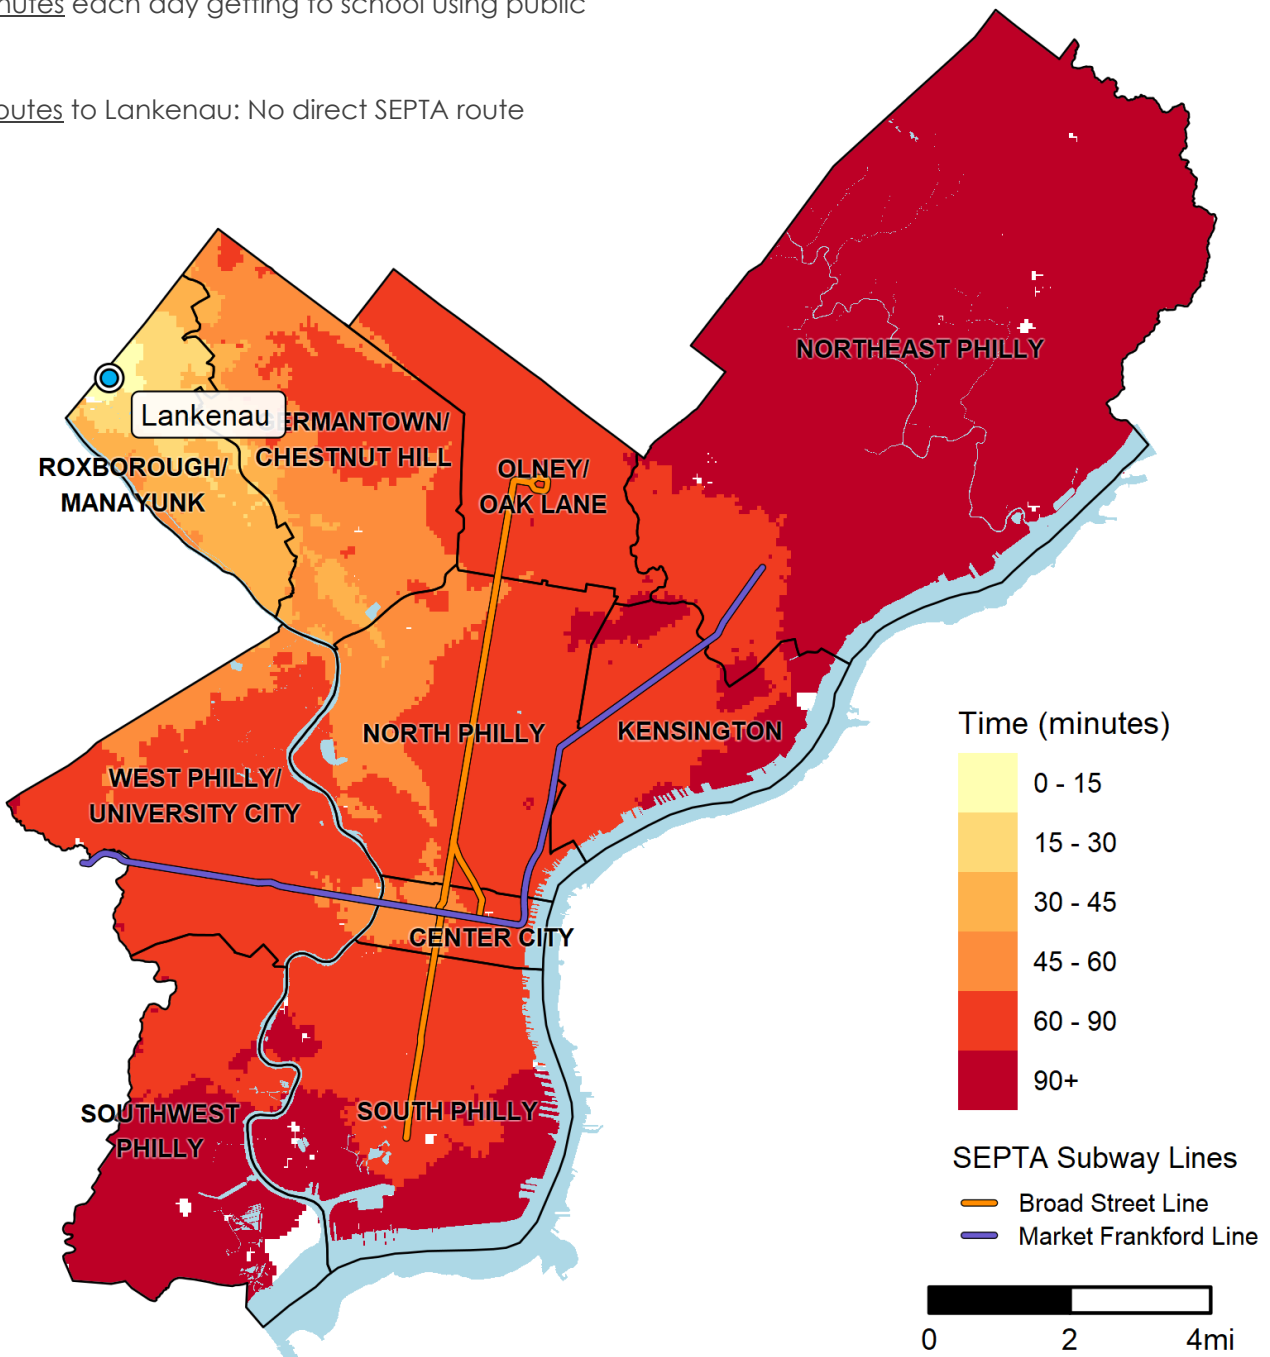 each day getting to school using public
to Lankenau: No direct SEPTA route
NORTHEAST PHILLY
Lankenau
CHESTNUT HILL
ROXBOROUGH/
MANAYUNK
OLNEY/
OAK LANE
NORTH PHILLY
KENSINGTON
WEST PHILLY/
UNIVERSITY CITY
CENTER CITY
SOUTHWEST
PHILLY
SOUTH PHILLY
Time (minutes)
0 - 15
15 - 30
30 - 45
45 - 60
60 - 90
90+
SEPTA Subway Lines
Broad Street Line
Market Frankford Line
0 2 4mi